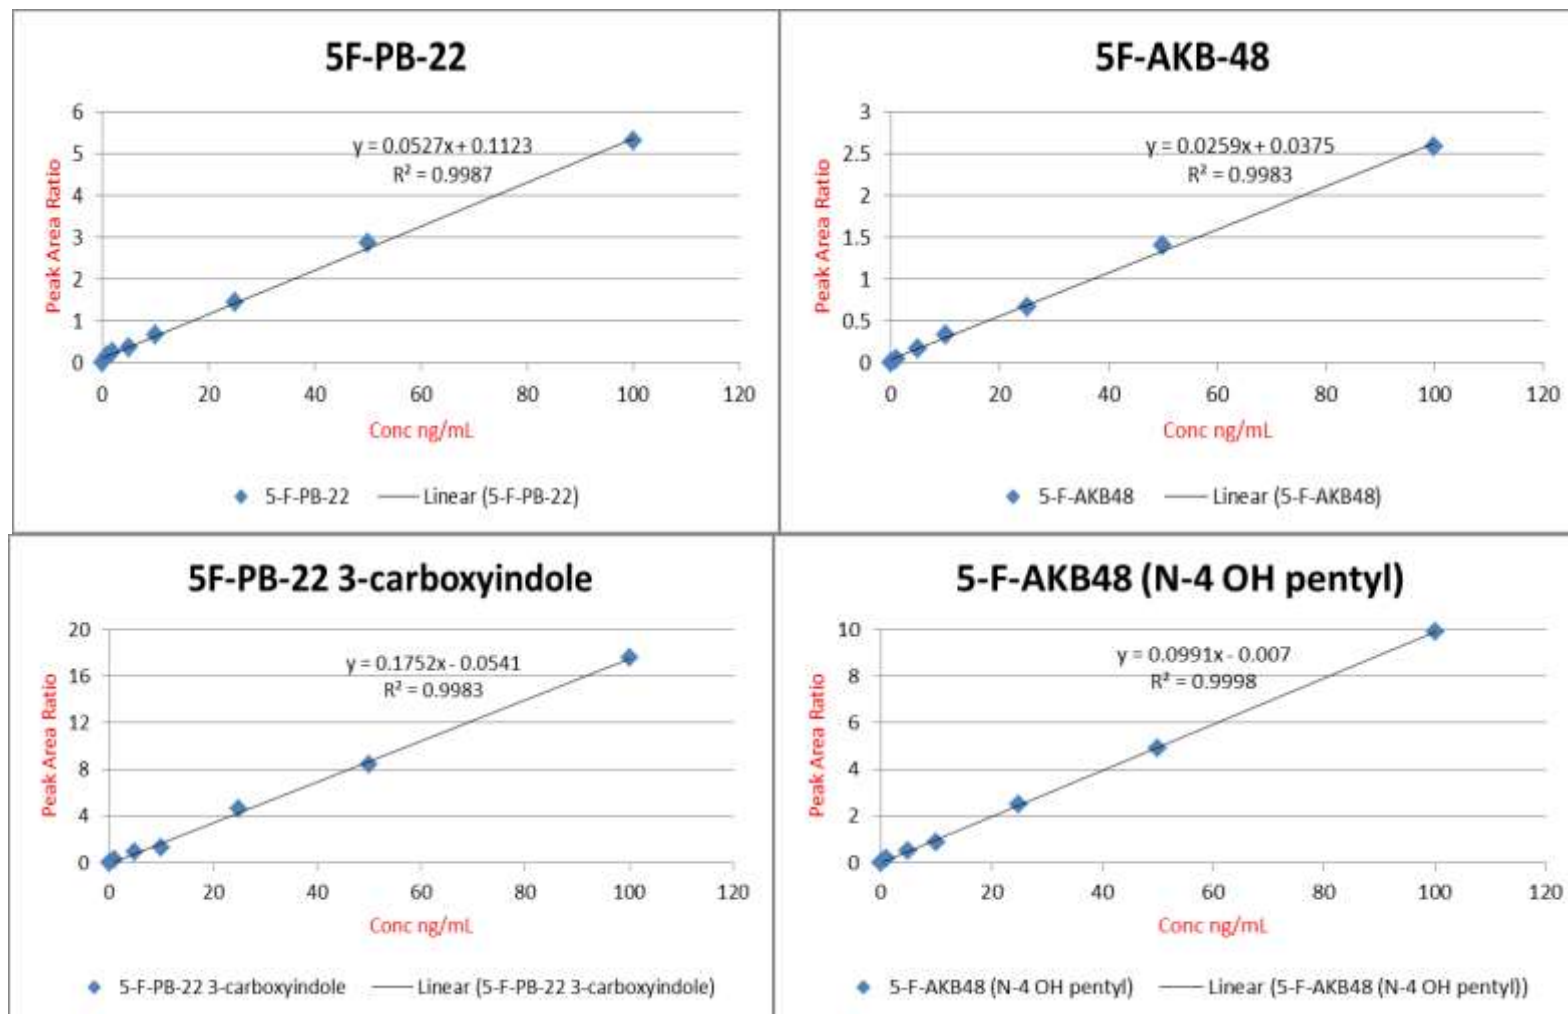 5F-PB-22
6
5
4
3
2
1
0
Peak Area Ratio
y = 0.0527x + 0.1123
R² = 0.9987
0 20 40 60 80 100 120
Conc ng/mL
5-F-PB-22 Linear (5-F-PB-22)
5F-AKB-48
3
2.5
2
1.5
1
0.5
0
Peak Area Ratio
y = 0.0259x + 0.0375
R² = 0.9983
0 20 40 60 80 100 120
Conc ng/mL
5-F-AKB48 Linear (5-F-AKB48)
5F-PB-22 3-carboxyindole
20
16
12
8
4
0
Peak Area Ratio
y = 0.1752x - 0.0541
R² = 0.9983
0 20 40 60 80 100 120
Conc ng/mL
5-F-PB-22 3-carboxyindole Linear (5-F-PB-22 3-carboxyindole)
5-F-AKB48 (N-4 OH pentyl)
10
8
6
4
2
0
Peak Area Ratio
y = 0.0991x - 0.007
R² = 0.9998
0 20 40 60 80 100 120
Conc ng/mL
5-F-AKB48 (N-4 OH pentyl) Linear (5-F-AKB48 (N-4 OH pentyl))